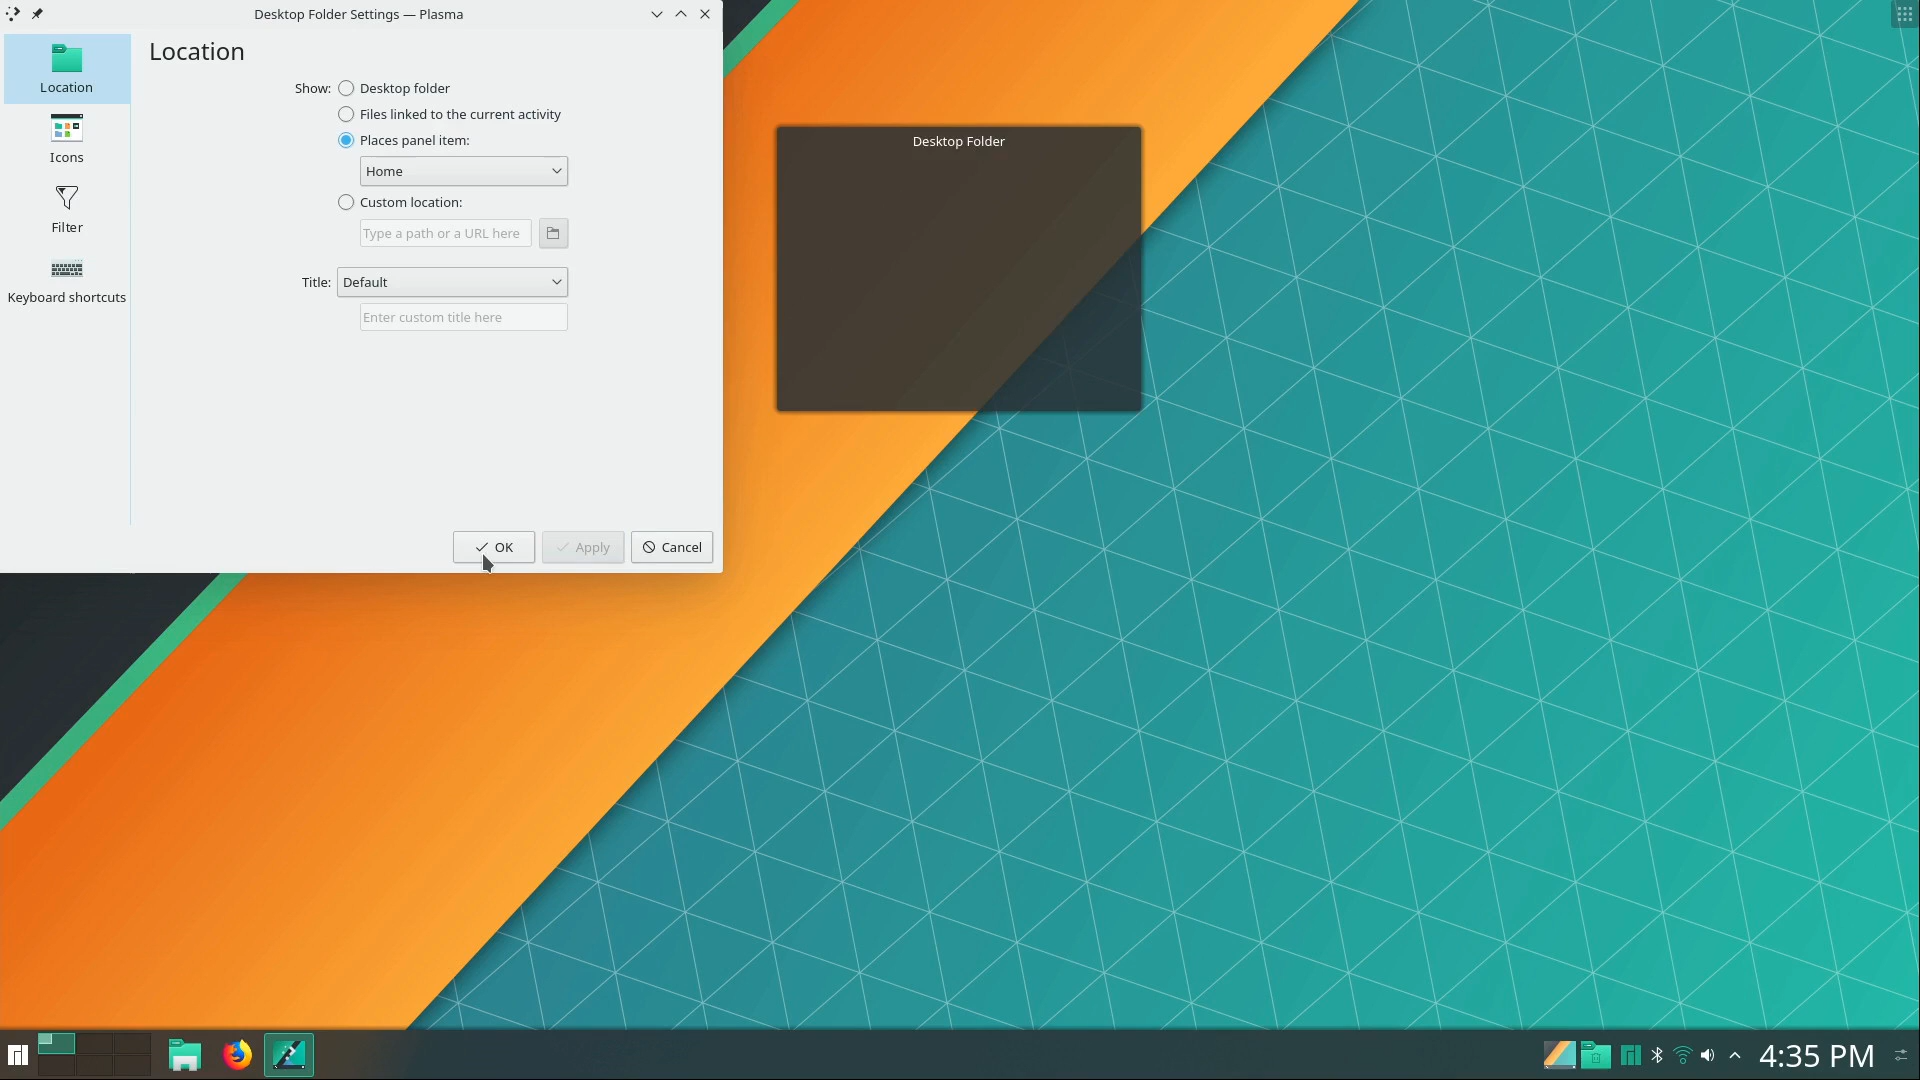 Desktop Folder Settings — Plasma
Location
Icons
Filter
Keyboard shortcuts
Location
Show:
Desktop folder
Files linked to the current activity
Places panel item:
Home
Custom location:
Type a path or a URL here
Title:
Default
Enter custom title here
OK
Apply
Cancel
Desktop Folder
4:35 PM